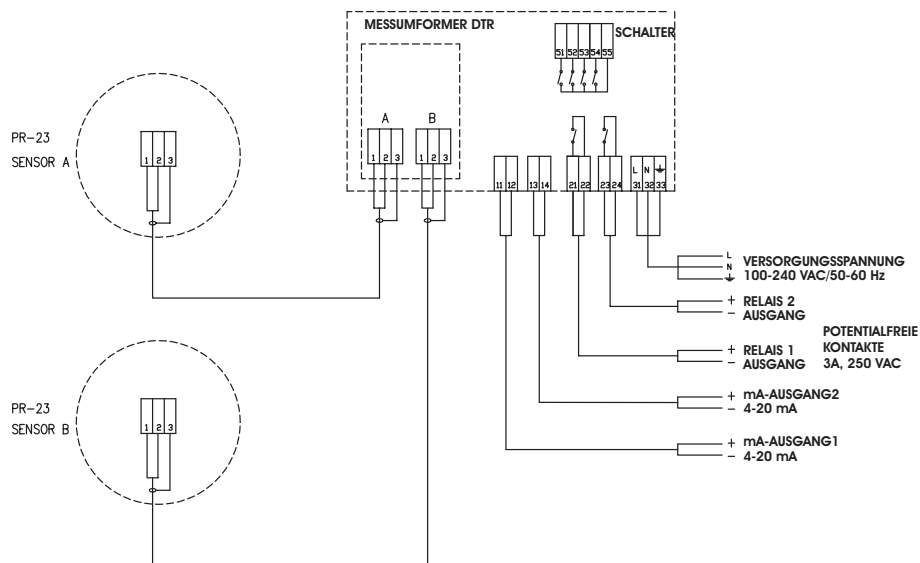 MESSUMFORMER DTR
SCHALTER
51 52 53 54 55
A B
1 2 3 1 2 3
PR-23
SENSOR A
1 2 3
L N
11 12 13 14 21 22 23 24 31 32 33
L
N
VERSORGUNGSSPANNUNG
100-240 VAC/50-60 Hz
+ RELAIS 2
- AUSGANG
+ RELAIS 1
- AUSGANG
POTENTIALFREIE
KONTAKTE
3A, 250 VAC
+ mA-AUSGANG2
- 4-20 mA
+ mA-AUSGANG1
- 4-20 mA
PR-23
SENSOR B
1 2 3